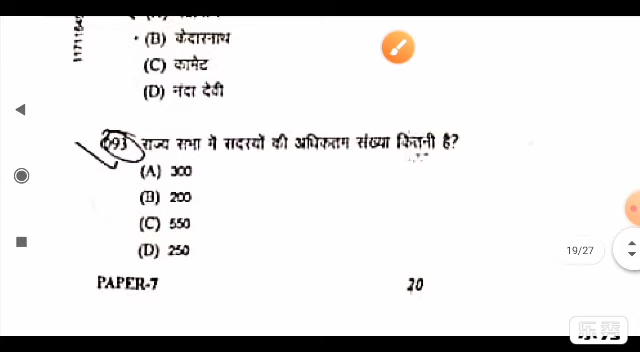 (B) केदारनाथ
(C) कामेट
(D) नंदा देवी
93 राज्य सभा में सदस्यों की अधिकतम संख्या कितनी है?
(A) 300
(B) 200
(C) 550
(D) 250
19/27
PAPER-7
20